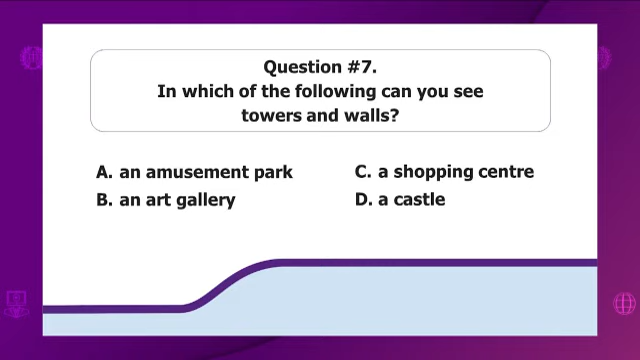 Question #7.
In which of the following can you see
towers and walls?
A. an amusement park
B. an art gallery
C. a shopping centre
D. a castle